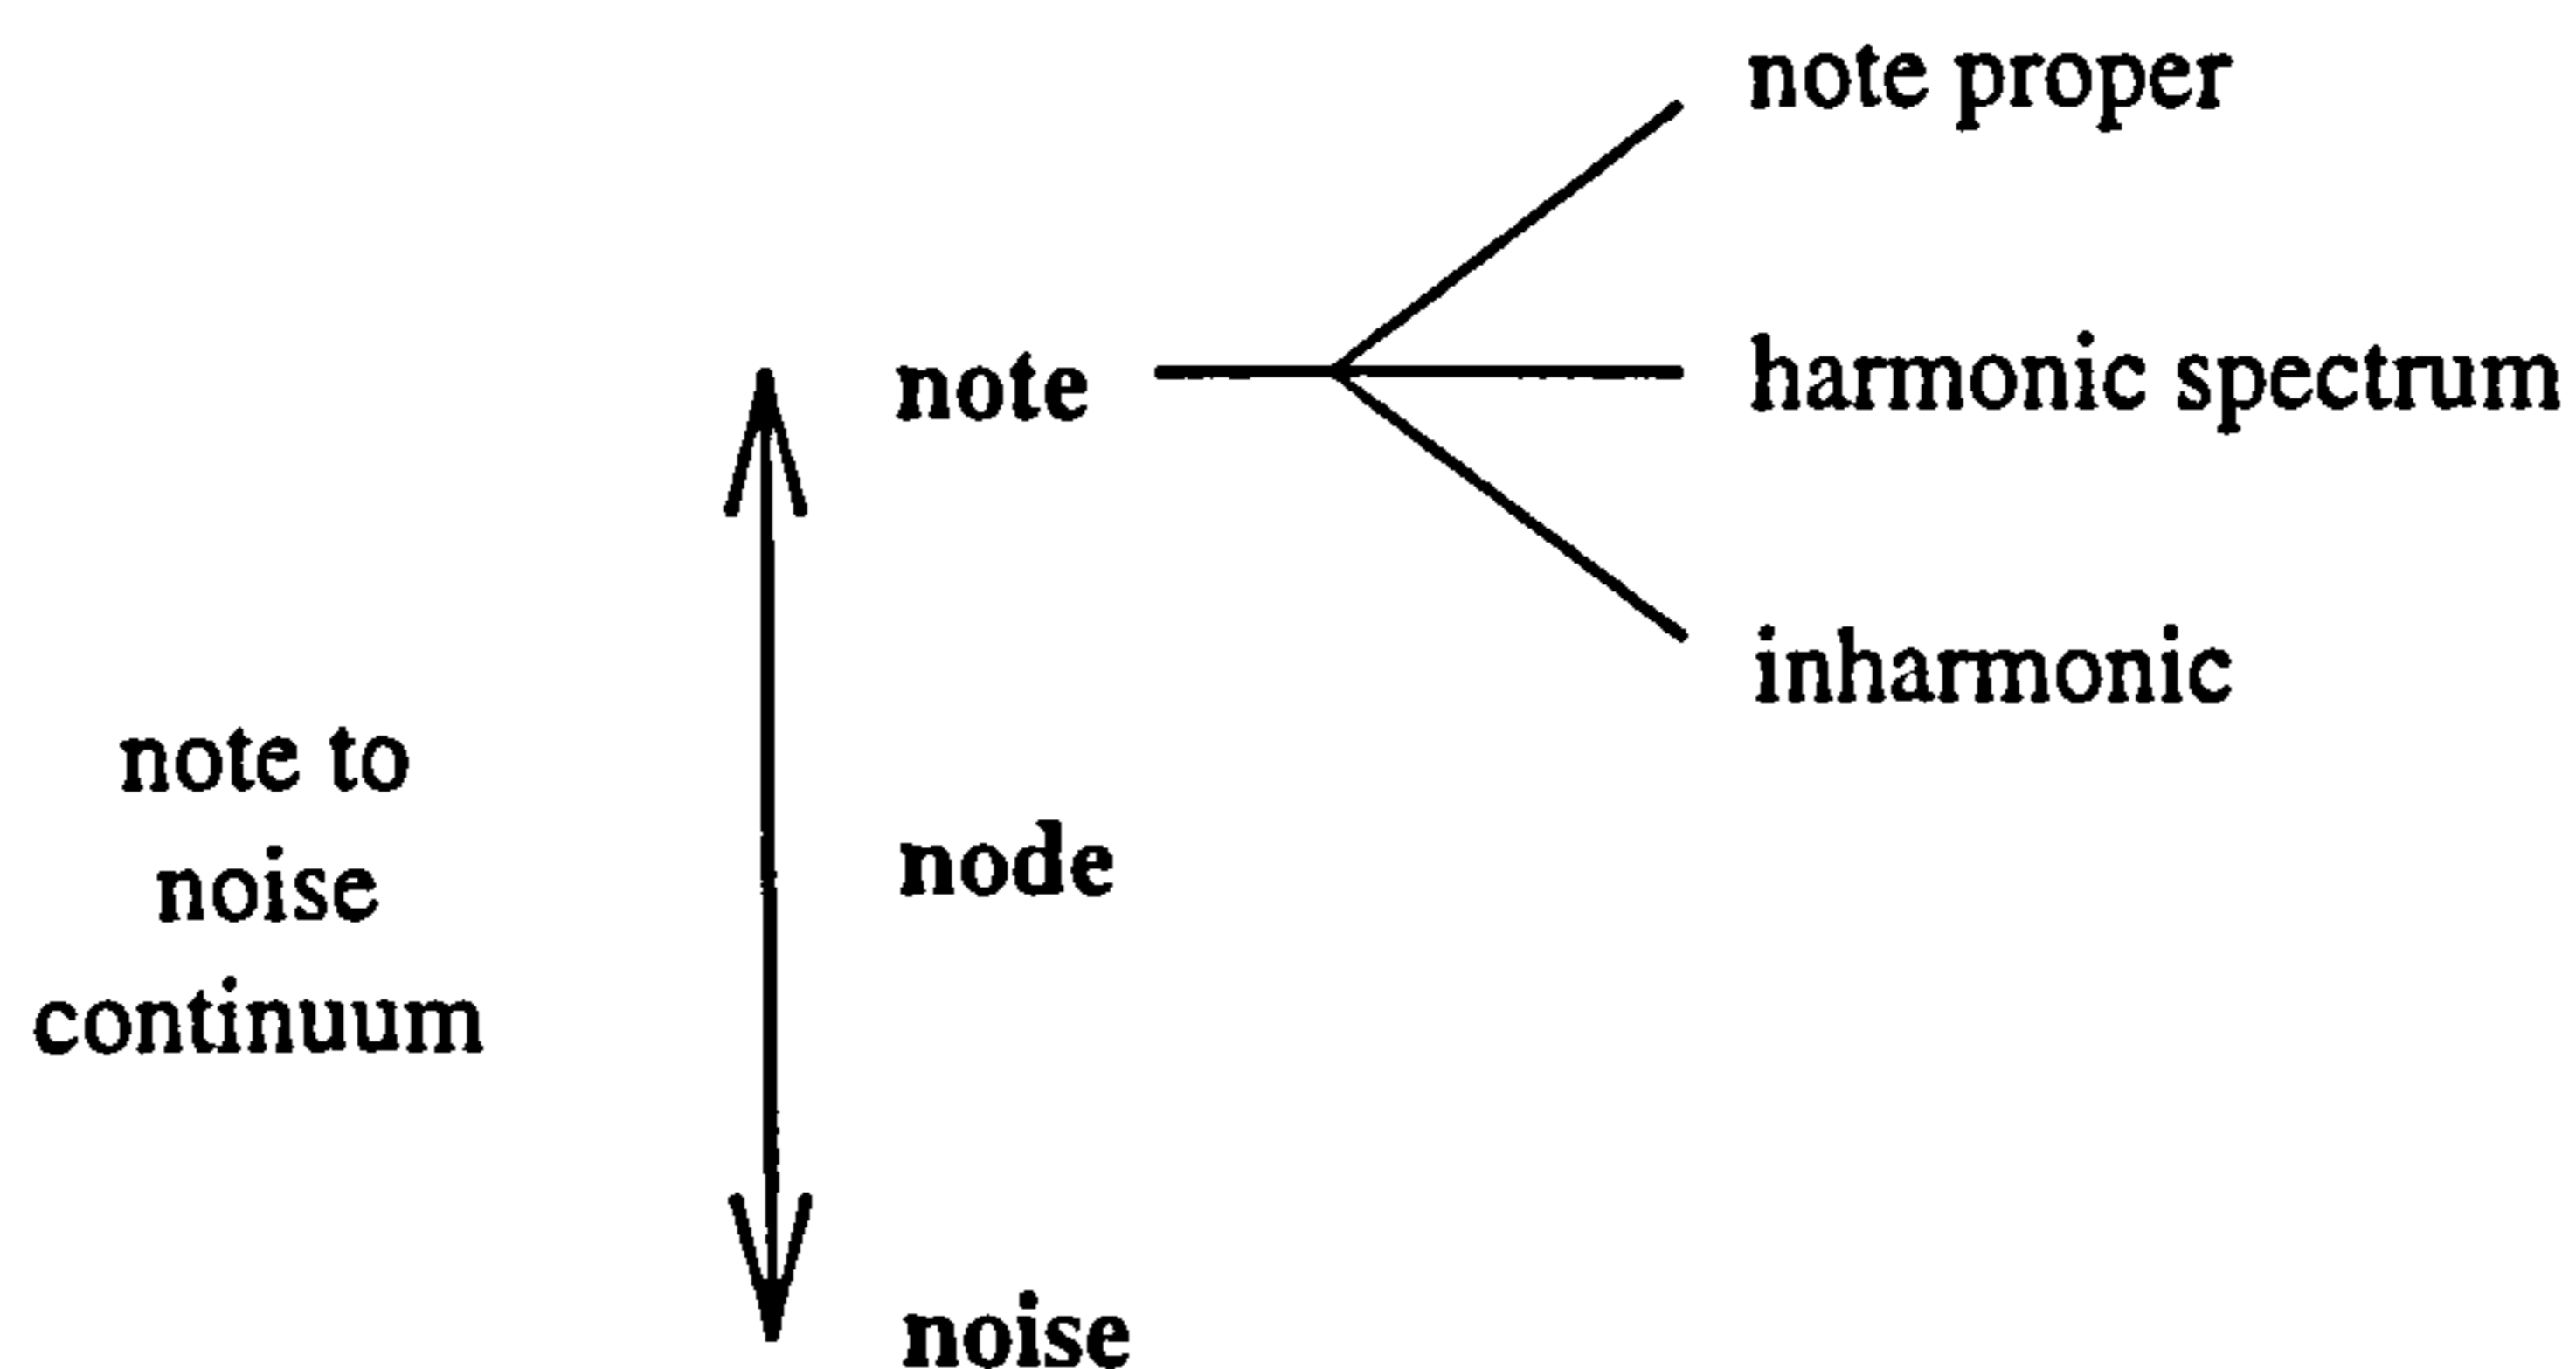 note proper
note
harmonic spectrum
inharmonic
note to
noise
continuum
node
noise